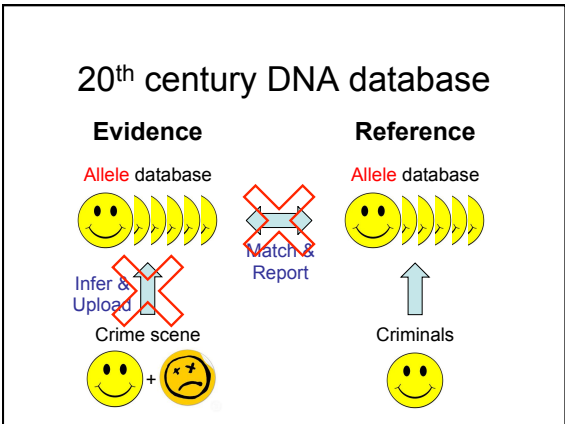 20th century DNA database
Evidence
Reference
Allele database
Allele database
Match &
Report
Infer &
Upload
Crime scene
Criminals
+